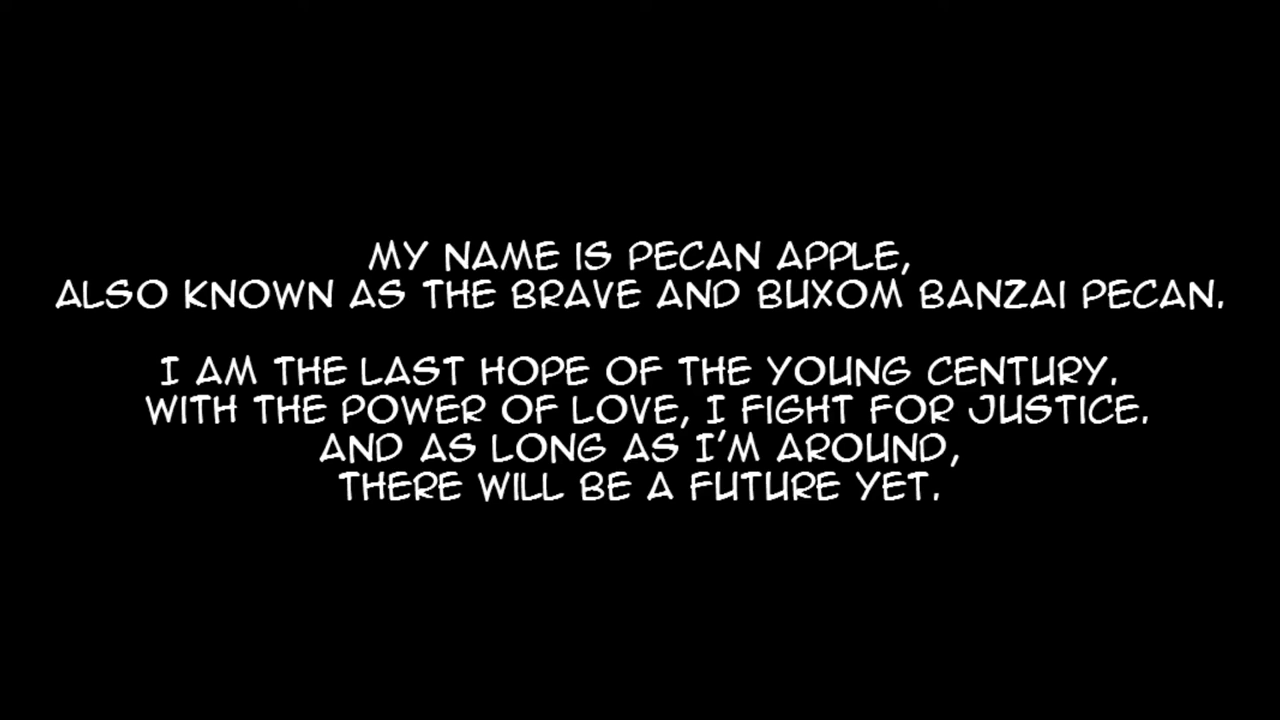 MY NAME IS PECAN APPLE,
ALSO KNOWN AS THE BRAVE AND BUXOM BANZAI PECAN.
I AM THE LAST HOPE OF THE YOUNG CENTURY.
WITH THE POWER OF LOVE, I FIGHT FOR JUSTICE.
AND AS LONG AS I'M AROUND,
THERE WILL BE A FUTURE YET.